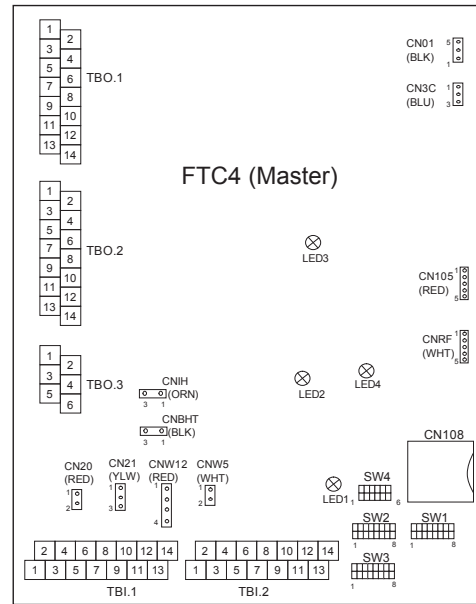 1
2
3
4
5
6
7
8
9
10
11
12
13
14
TBO.1
CN01
(BLK)
5
1
CN3C
(BLU)
1
3
FTC4 (Master)
1
2
3
4
5
6
7
8
9
10
11
12
13
14
TBO.2
LED3
CN105
(RED)
1
5
CNRF
(WHT)
1
5
1
2
3
4
5
6
TBO.3
CNIH
(ORN)
3 1
CNBHT
(BLK)
3 1
LED2
LED4
CN108
CN20
(RED)
1
2
CN21
(YLW)
1
3
CNW12
(RED)
1
4
CNW5
(WHT)
1
2
LED1
SW4
1 6
SW2
1 8
SW1
1 8
SW3
1 8
2 4 6 8 10 12 14
1 3 5 7 9 11 13
TBI.1
2 4 6 8 10 12 14
1 3 5 7 9 11 13
TBI.2